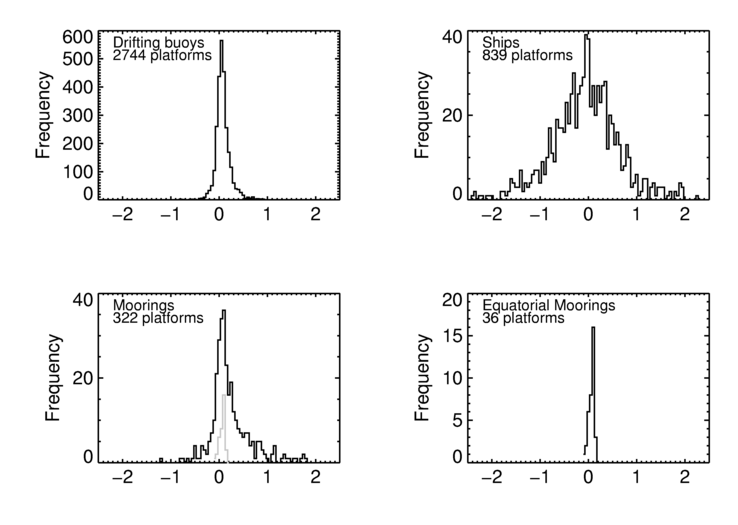 Drifting buoys
2744 platforms
Frequency
600
500
400
300
200
100
0
−2 −1 0 1 2
Ships
839 platforms
Frequency
40
20
0
−2 −1 0 1 2
Moorings
322 platforms
Frequency
40
20
0
−2 −1 0 1 2
Equatorial Moorings
36 platforms
Frequency
20
15
10
5
0
−2 −1 0 1 2